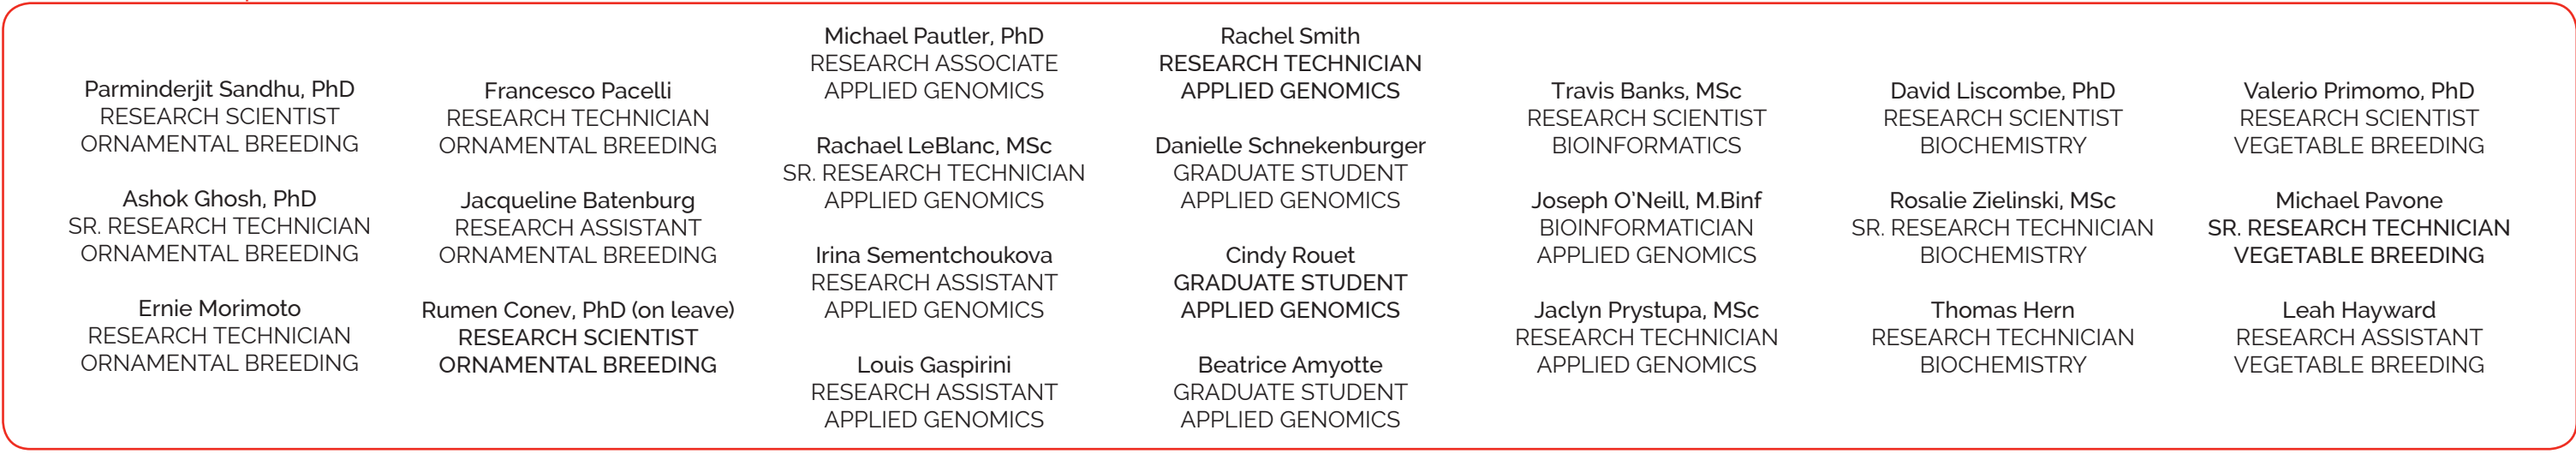 Parminderjit Sandhu, PhD
RESEARCH SCIENTIST
ORNAMENTAL BREEDING
Ashok Ghosh, PhD
SR. RESEARCH TECHNICIAN
ORNAMENTAL BREEDING
Ernie Morimoto
RESEARCH TECHNICIAN
ORNAMENTAL BREEDING
Francesco Pacelli
RESEARCH TECHNICIAN
ORNAMENTAL BREEDING
Jacqueline Batenburg
RESEARCH ASSISTANT
ORNAMENTAL BREEDING
Rumen Conev, PhD (on leave)
RESEARCH SCIENTIST
ORNAMENTAL BREEDING
Michael Pautler, PhD
RESEARCH ASSOCIATE
APPLIED GENOMICS
Rachael LeBlanc, MSc
SR. RESEARCH TECHNICIAN
APPLIED GENOMICS
Irina Sementchoukova
RESEARCH ASSISTANT
APPLIED GENOMICS
Louis Gaspirini
RESEARCH ASSISTANT
APPLIED GENOMICS
Rachel Smith
RESEARCH TECHNICIAN
APPLIED GENOMICS
Danielle Schnekenburger
GRADUATE STUDENT
APPLIED GENOMICS
Cindy Rouet
GRADUATE STUDENT
APPLIED GENOMICS
Beatrice Amyotte
GRADUATE STUDENT
APPLIED GENOMICS
Travis Banks, MSc
RESEARCH SCIENTIST
BIOINFORMATICS
Joseph O'Neill, M.Binf
BIOINFORMATICIAN
APPLIED GENOMICS
Jaclyn Prystupa, MSc
RESEARCH TECHNICIAN
APPLIED GENOMICS
David Liscombe, PhD
RESEARCH SCIENTIST
BIOCHEMISTRY
Rosalie Zielinski, MSc
SR. RESEARCH TECHNICIAN
BIOCHEMISTRY
Thomas Hern
RESEARCH TECHNICIAN
BIOCHEMISTRY
Valerio Primomo, PhD
RESEARCH SCIENTIST
VEGETABLE BREEDING
Michael Pavone
SR. RESEARCH TECHNICIAN
VEGETABLE BREEDING
Leah Hayward
RESEARCH ASSISTANT
VEGETABLE BREEDING